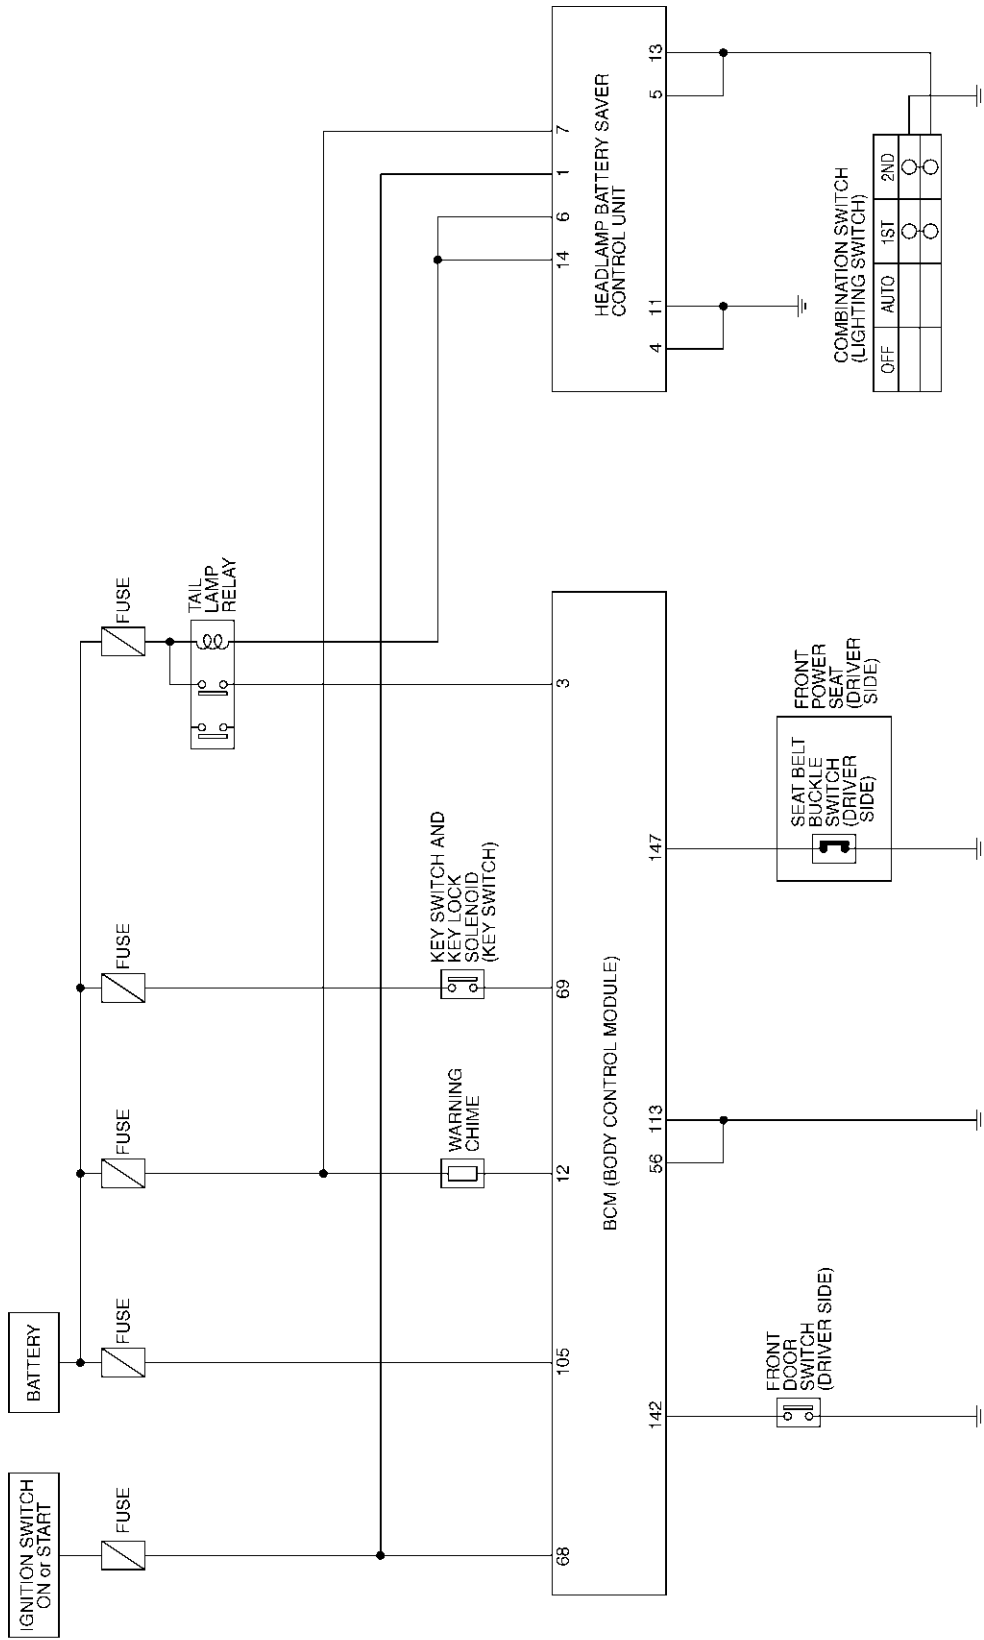 IGNITION SWITCH
ON or START
BATTERY
FUSE
FUSE
FUSE
FUSE
FUSE
TAIL
LAMP
RELAY
WARNING
CHIME
KEY SWITCH AND
KEY LOCK
SOLENOID
(KEY SWITCH)
68
105
12
69
3
14
6
1
7
BCM (BODY CONTROL MODULE)
HEADLAMP BATTERY SAVER
CONTROL UNIT
142
56
113
147
4
11
5
13
FRONT
DOOR
SWITCH
(DRIVER SIDE)
SEAT BELT
BUCKLE
SWITCH
(DRIVER
SIDE)
FRONT
POWER
SEAT
(DRIVER
SIDE)
COMBINATION SWITCH
(LIGHTING SWITCH)
OFF
AUTO
1ST
2ND